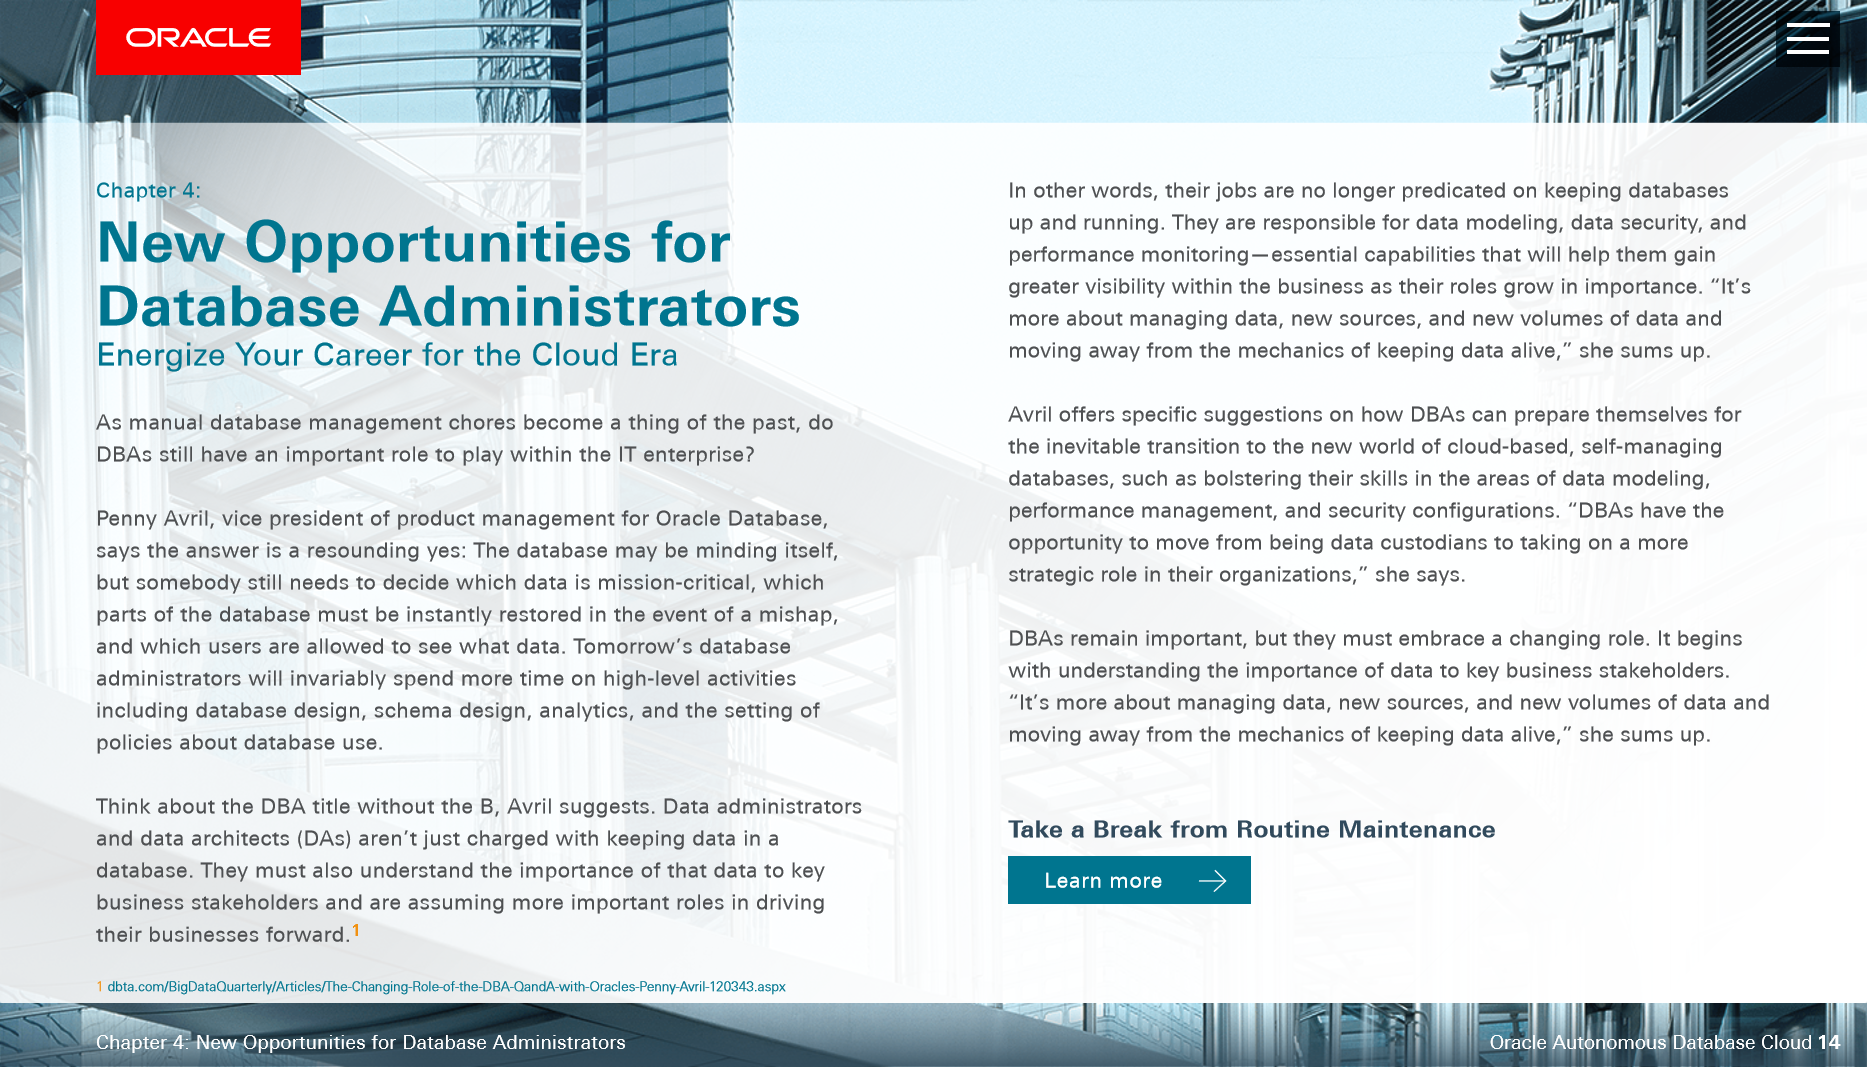 ORACLE
Chapter 4:
New Opportunities for
Database Administrators
Energize Your Career for the Cloud Era
As manual database management chores become a thing of the past, do
DBAs still have an important role to play within the IT enterprise?
Penny Avril, vice president of product management for Oracle Database,
says the answer is a resounding yes: The database may be minding itself,
but somebody still needs to decide which data is mission-critical, which
parts of the database must be instantly restored in the event of a mishap,
and which users are allowed to see what data. Tomorrow’s database
administrators will invariably spend more time on high-level activities
including database design, schema design, analytics, and the setting of
policies about database use.
Think about the DBA title without the B, Avril suggests. Data administrators
and data architects (DAs) aren’t just charged with keeping data in a
database. They must also understand the importance of that data to key
business stakeholders and are assuming more important roles in driving
their businesses forward.1
1 dbta.com/BigDataQuarterly/Articles/The-Changing-Role-of-the-DBA-QandA-with-Oracles-Penny-Avril-120343.aspx
In other words, their jobs are no longer predicated on keeping databases
up and running. They are responsible for data modeling, data security, and
performance monitoring—essential capabilities that will help them gain
greater visibility within the business as their roles grow in importance. “It’s
more about managing data, new sources, and new volumes of data and
moving away from the mechanics of keeping data alive,” she sums up.
Avril offers specific suggestions on how DBAs can prepare themselves for
the inevitable transition to the new world of cloud-based, self-managing
databases, such as bolstering their skills in the areas of data modeling,
performance management, and security configurations. “DBAs have the
opportunity to move from being data custodians to taking on a more
strategic role in their organizations,” she says.
DBAs remain important, but they must embrace a changing role. It begins
with understanding the importance of data to key business stakeholders.
“It’s more about managing data, new sources, and new volumes of data and
moving away from the mechanics of keeping data alive,” she sums up.
Take a Break from Routine Maintenance
Learn more
Chapter 4: New Opportunities for Database Administrators
Oracle Autonomous Database Cloud 14